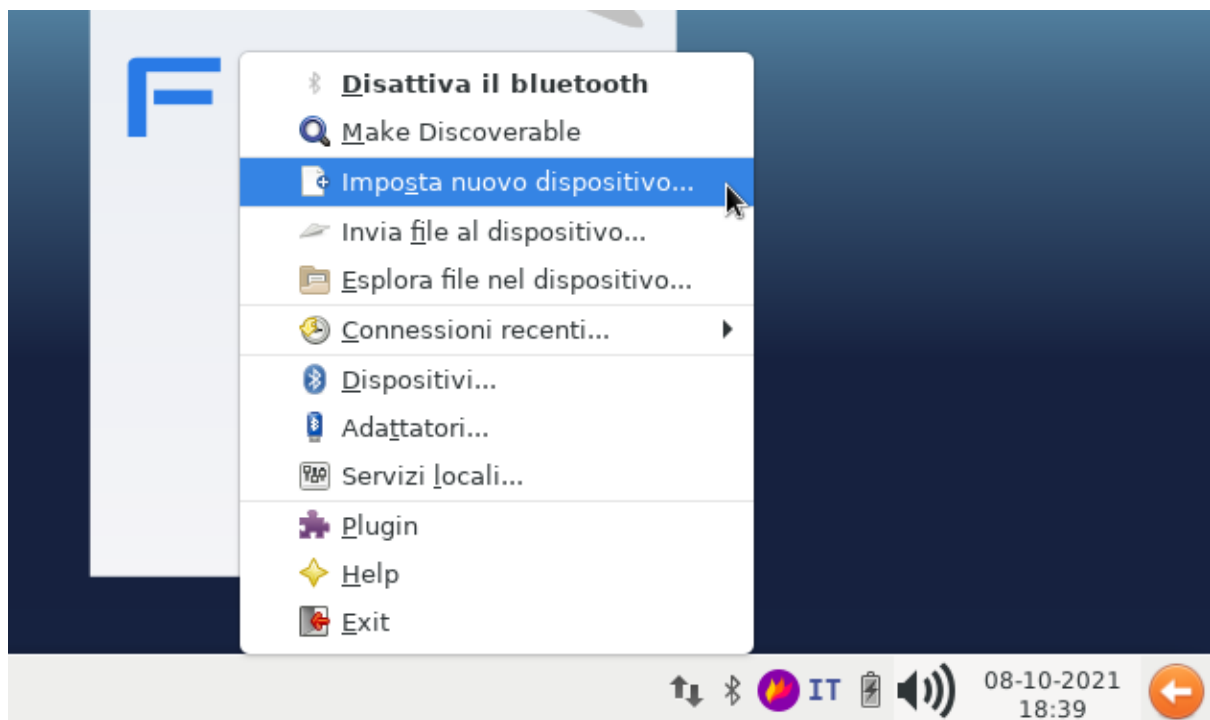 F
Disattiva il bluetooth
Make Discoverable
Imposta nuovo dispositivo...
Invia file al dispositivo...
Esplora file nel dispositivo...
Connessioni recenti...
Dispositivi...
Adattatori...
Servizi locali...
Plugin
Help
Exit
IT
08-10-2021
18:39